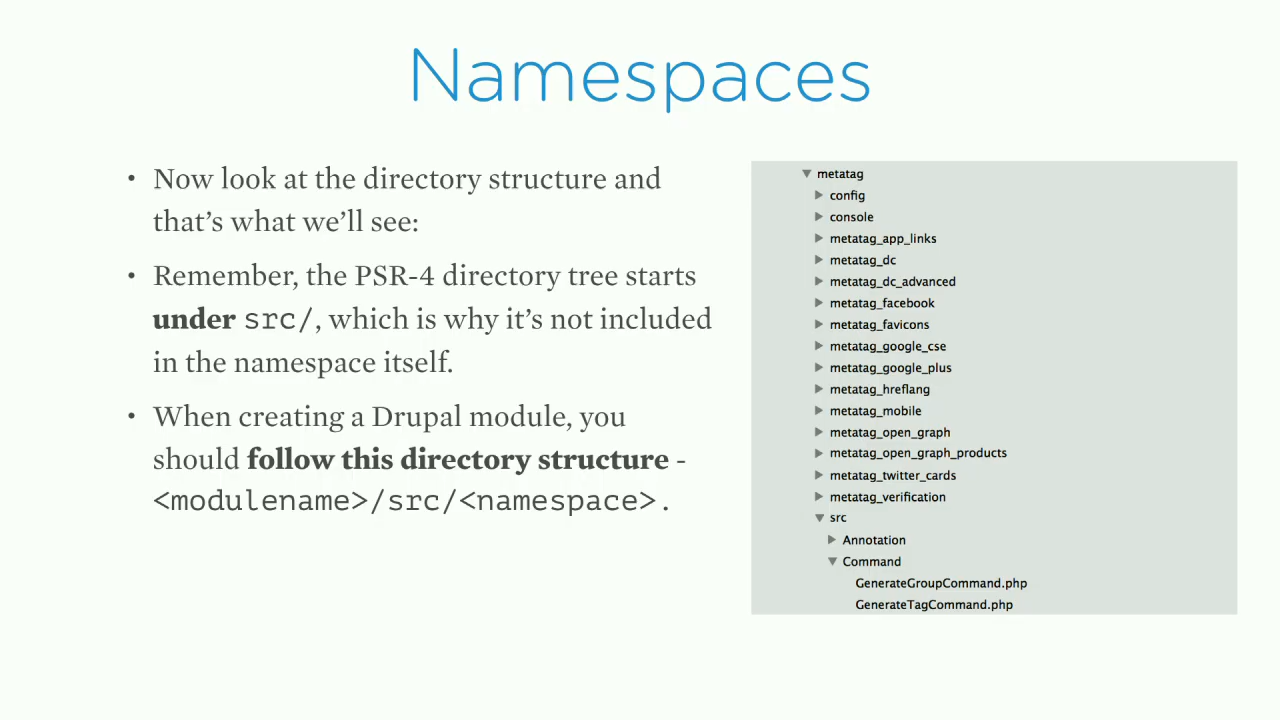 Namespaces
• Now look at the directory structure and
that’s what we’ll see:
• Remember, the PSR-4 directory tree starts
under src/, which is why it’s not included
in the namespace itself.
• When creating a Drupal module, you
should follow this directory structure -
<modulename>/src/<namespace>.
metatag
config
console
metatag_app_links
metatag_dc
metatag_dc_advanced
metatag_facebook
metatag_favicons
metatag_google_cse
metatag_google_plus
metatag_hreflang
metatag_mobile
metatag_open_graph
metatag_open_graph_products
metatag_twitter_cards
metatag_verification
src
Annotation
Command
GenerateGroupCommand.php
GenerateTagCommand.php